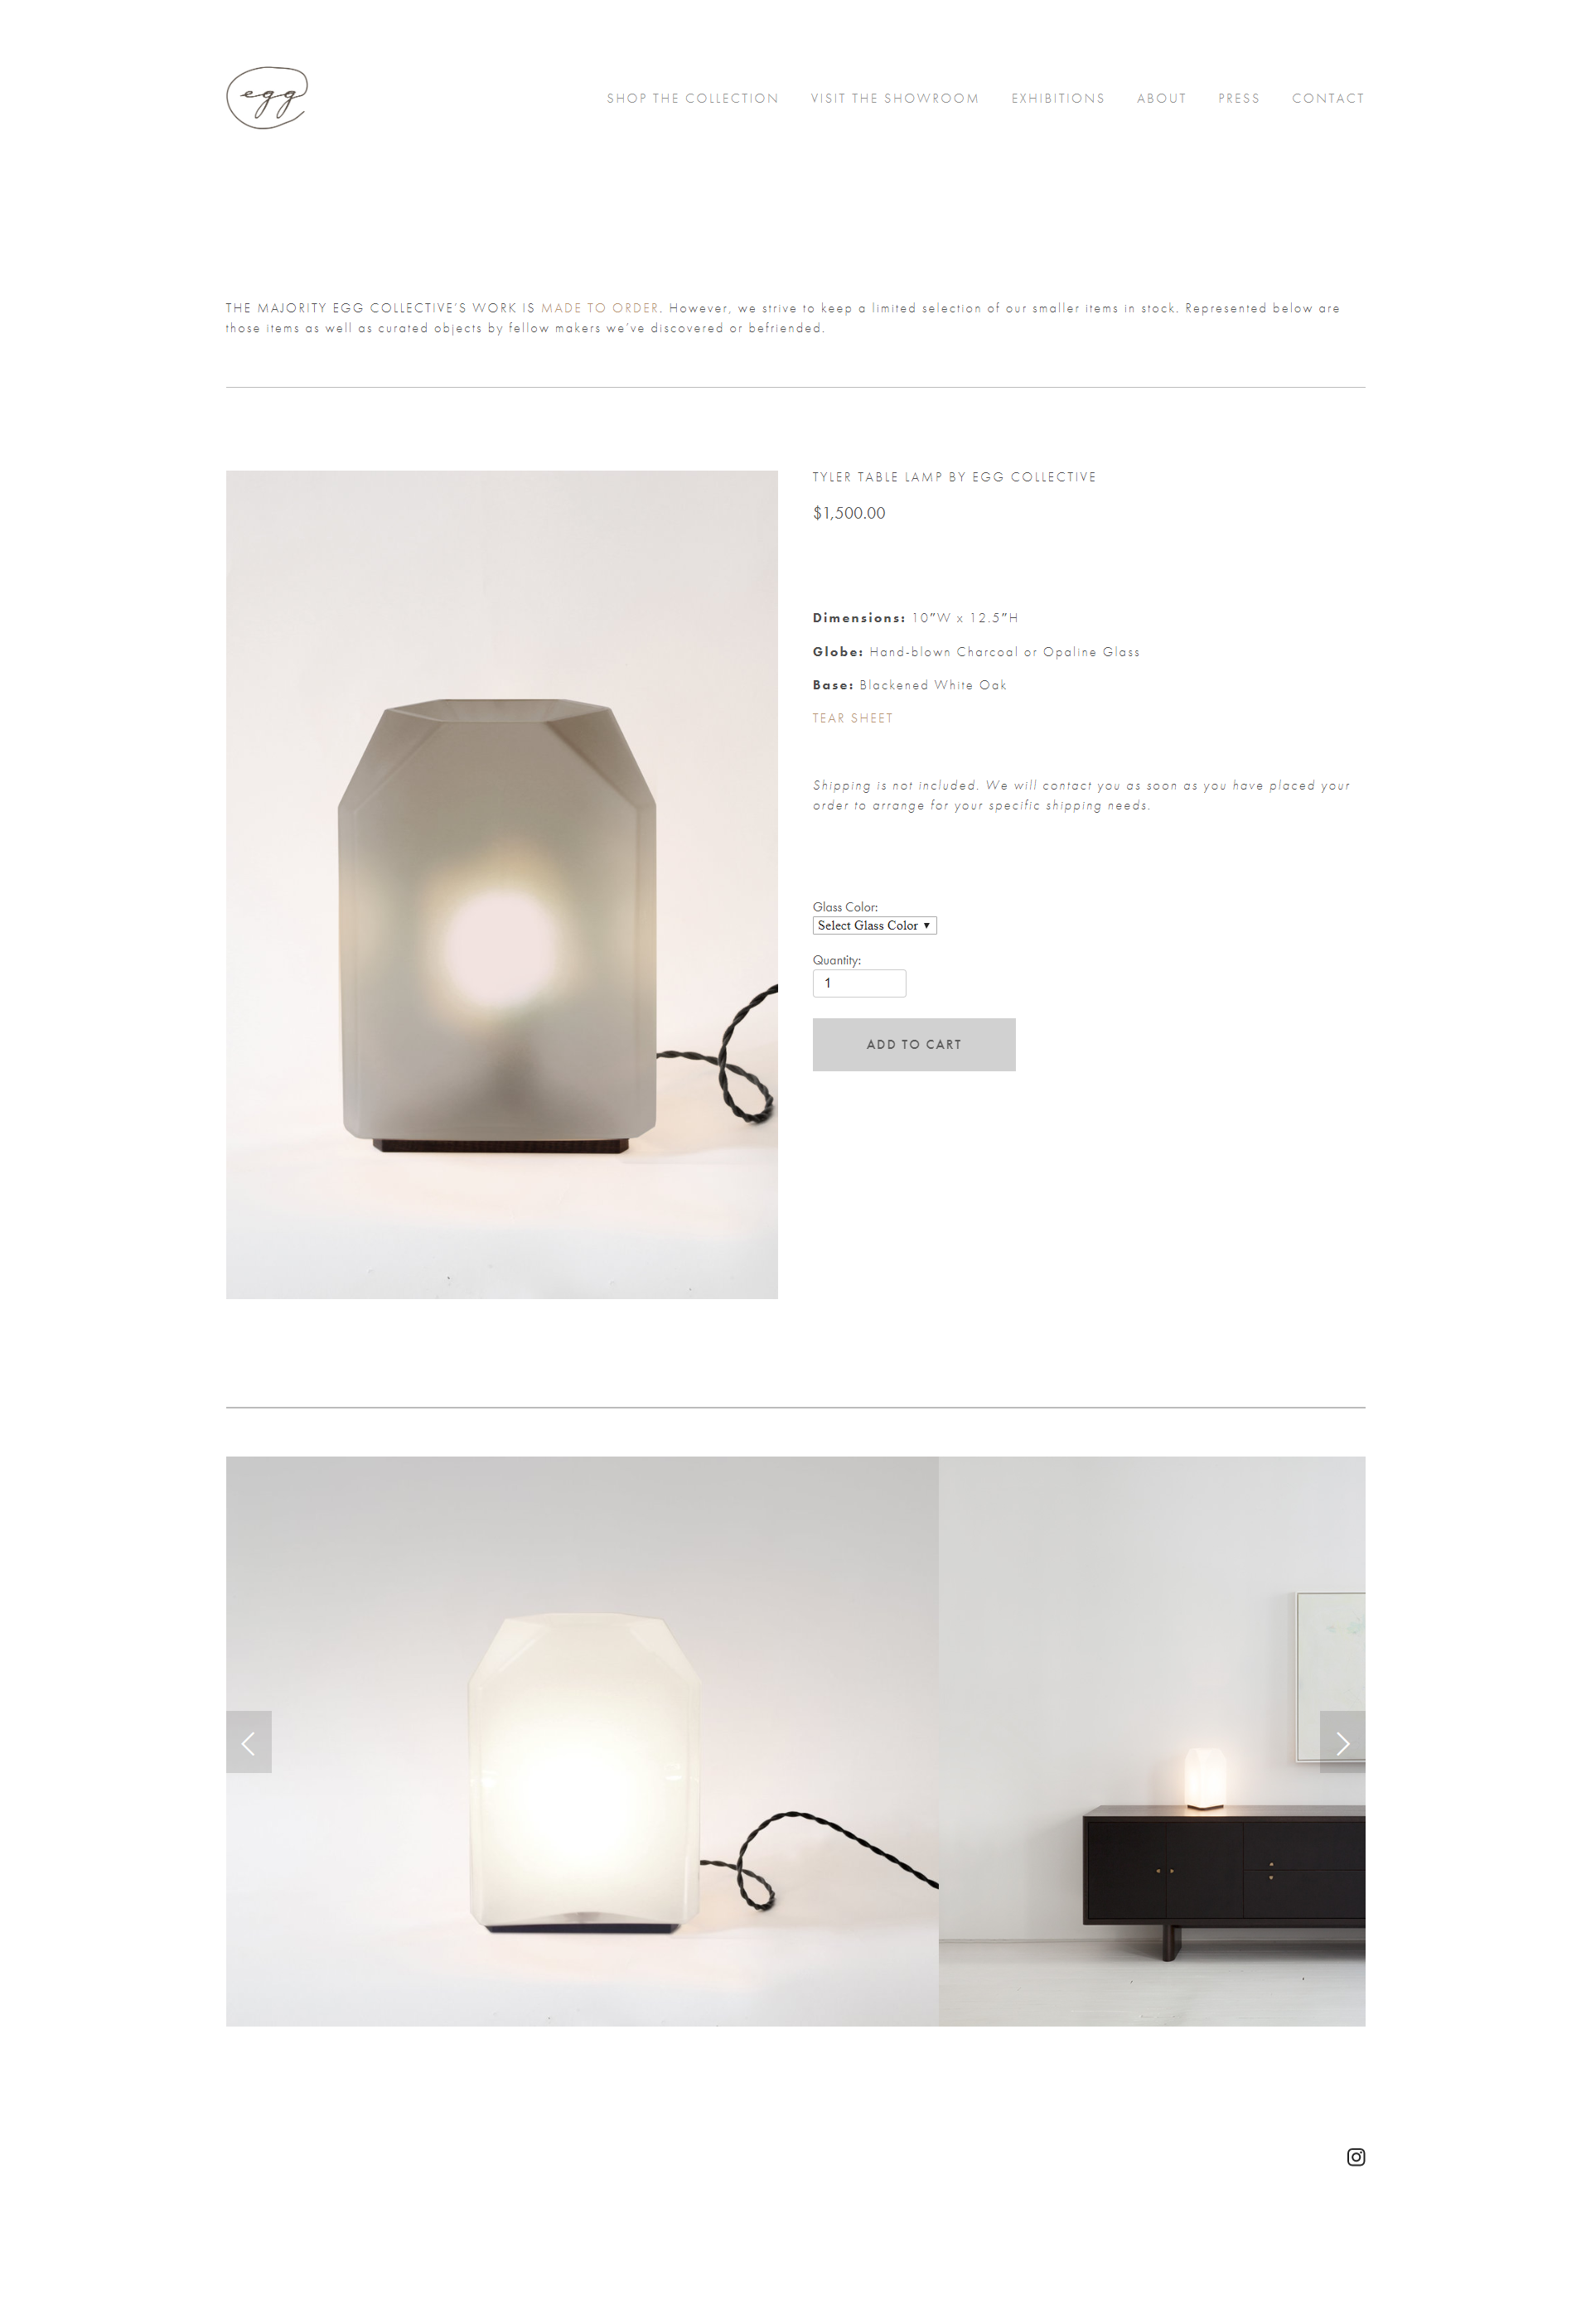 egg
SHOP THE COLLECTION
VISIT THE SHOWROOM
EXHIBITIONS
ABOUT
PRESS
CONTACT
THE MAJORITY EGG COLLECTIVE'S WORK IS MADE TO ORDER. However, we strive to keep a limited selection of our smaller items in stock. Represented below are
those items as well as curated objects by fellow makers we've discovered or befriended.
TYLER TABLE LAMP BY EGG COLLECTIVE
$1,500.00
Dimensions: 10"W x 12.5"H
Globe: Hand-blown Charcoal or Opaline Glass
Base: Blackened White Oak
TEAR SHEET
Shipping is not included. We will contact you as soon as you have placed your
order to arrange for your specific shipping needs.
Glass Color:
Select Glass Color
Quantity:
1
ADD TO CART